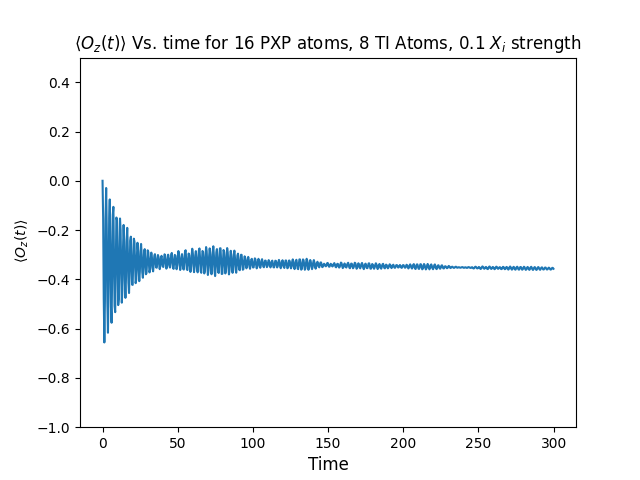 ⟨O_z(t)⟩ Vs. time for 16 PXP atoms, 8 TI Atoms, 0.1 X_i strength
0.4
0.2
0.0
−0.2
−0.4
−0.6
−0.8
−1.0
⟨O_z(t)⟩
0 50 100 150 200 250 300
Time